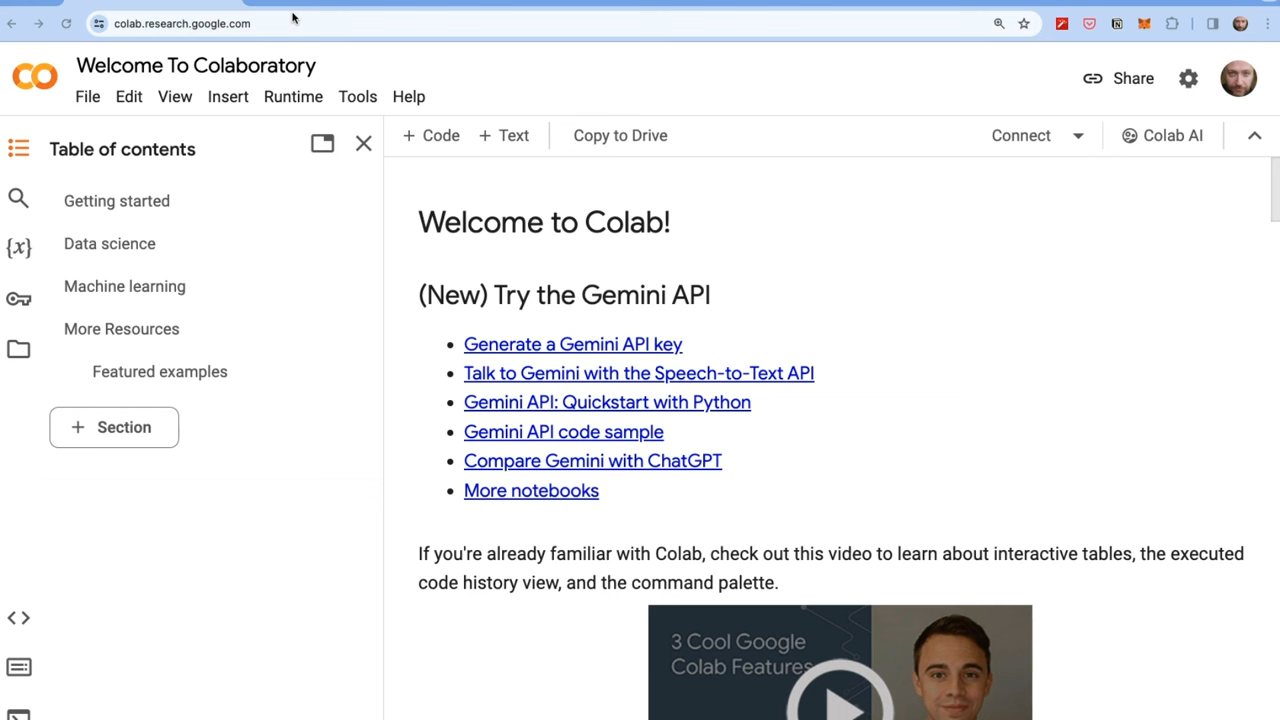 colab.research.google.com
Welcome To Colaboratory
File Edit View Insert Runtime Tools Help
Share
Table of contents
+ Code + Text Copy to Drive Connect Colab AI
Getting started
Data science
Machine learning
More Resources
Featured examples
+ Section
{x}
Welcome to Colab!
(New) Try the Gemini API
• Generate a Gemini API key
• Talk to Gemini with the Speech-to-Text API
• Gemini API: Quickstart with Python
• Gemini API code sample
• Compare Gemini with ChatGPT
• More notebooks
If you're already familiar with Colab, check out this video to learn about interactive tables, the executed
code history view, and the command palette.
3 Cool Google
Colab Features